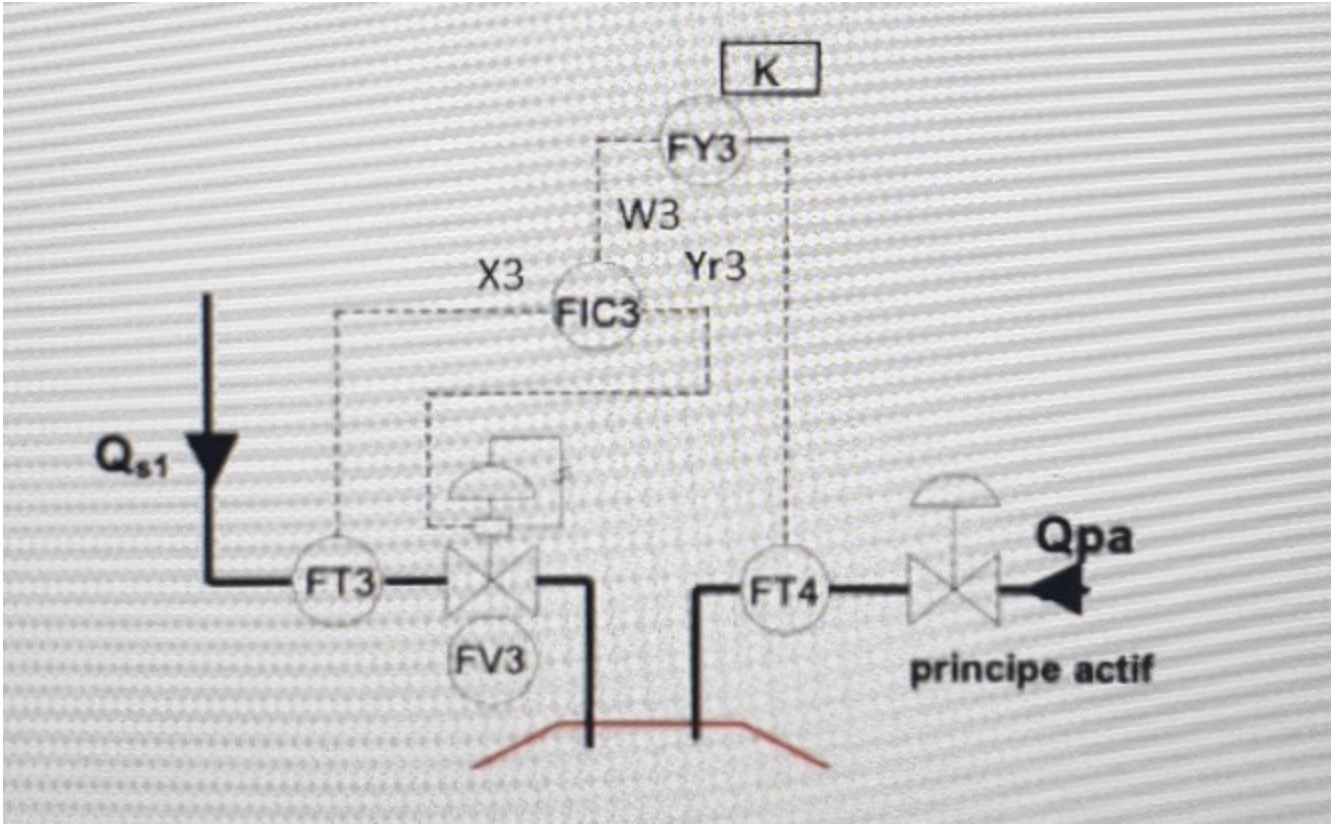 K
FY3
W3
Yr3
X3
FIC3
Qs1
Qpa
FT3
FT4
FV3
principe actif